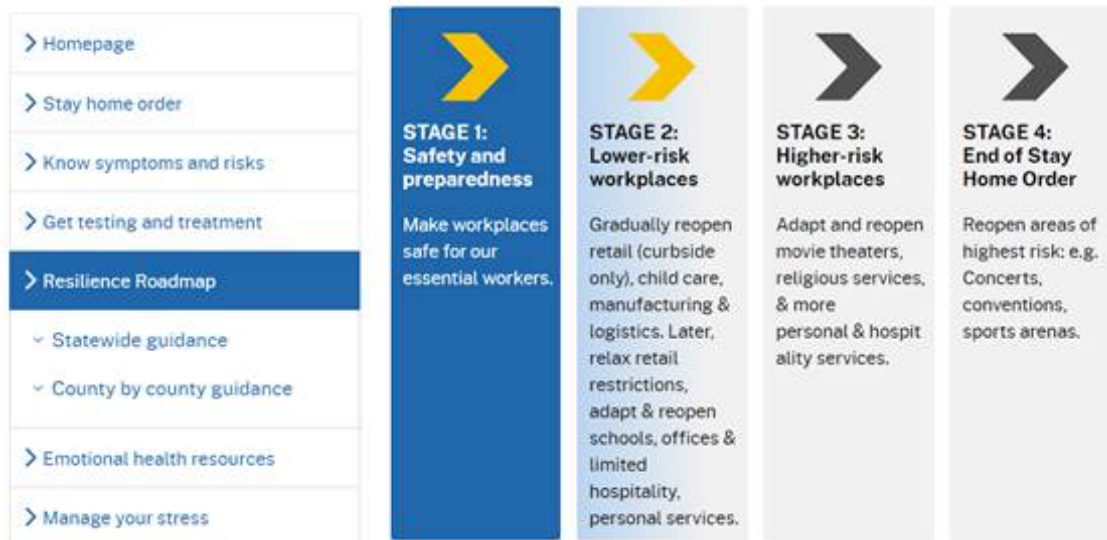 Homepage
Stay home order
Know symptoms and risks
Get testing and treatment
Resilience Roadmap
Statewide guidance
County by county guidance
Emotional health resources
Manage your stress
STAGE 1:
Safety and
preparedness
Make workplaces
safe for our
essential workers.
STAGE 2:
Lower-risk
workplaces
Gradually reopen
retail (curbside
only), child care,
manufacturing &
logistics. Later,
relax retail
restrictions,
adapt & reopen
schools, offices &
limited
hospitality,
personal services.
STAGE 3:
Higher-risk
workplaces
Adapt and reopen
movie theaters,
religious services,
& more
personal & hospit
ality services.
STAGE 4:
End of Stay
Home Order
Reopen areas of
highest risk: e.g.
Concerts,
conventions,
sports arenas.